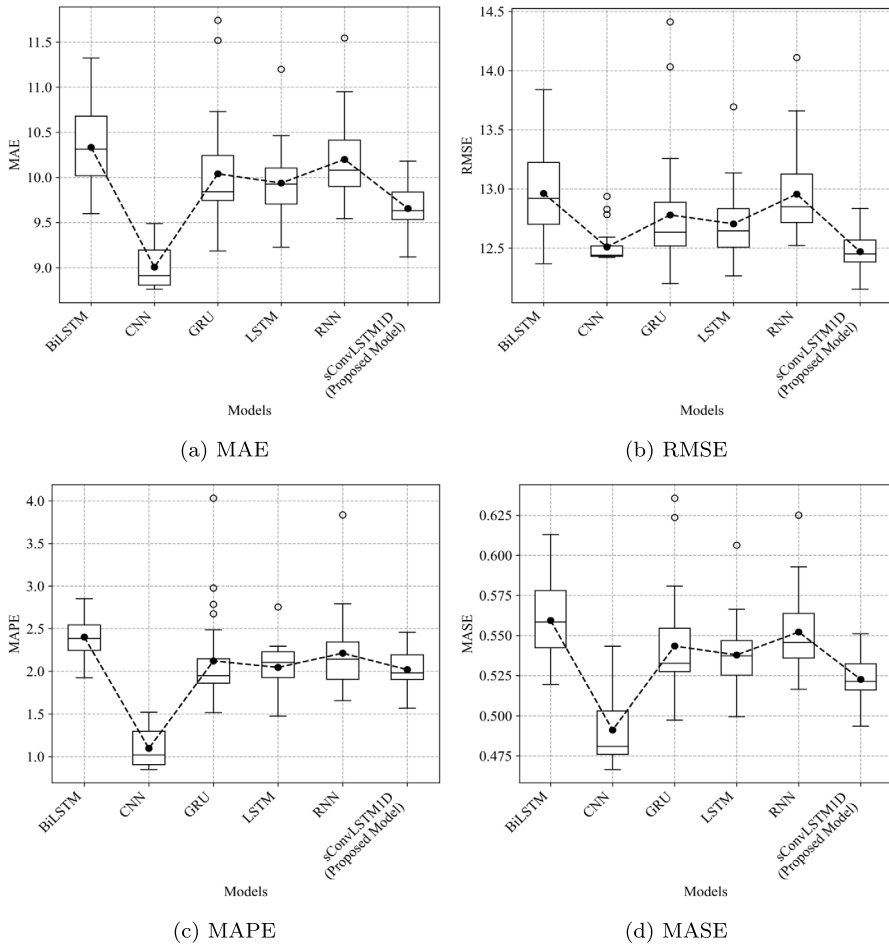 11.5
11.0
10.5
10.0
9.5
9.0
MAE
BiLSTM
CNN
GRU
LSTM
RNN
sConvLSTM1D
(Proposed Model)
Models
(a) MAE
14.5
14.0
13.5
13.0
12.5
RMSE
BiLSTM
CNN
GRU
LSTM
RNN
sConvLSTM1D
(Proposed Model)
Models
(b) RMSE
4.0
3.5
3.0
2.5
2.0
1.5
1.0
MAPE
BiLSTM
CNN
GRU
LSTM
RNN
sConvLSTM1D
(Proposed Model)
Models
(c) MAPE
0.625
0.600
0.575
0.550
0.525
0.500
0.475
MASE
BiLSTM
CNN
GRU
LSTM
RNN
sConvLSTM1D
(Proposed Model)
Models
(d) MASE